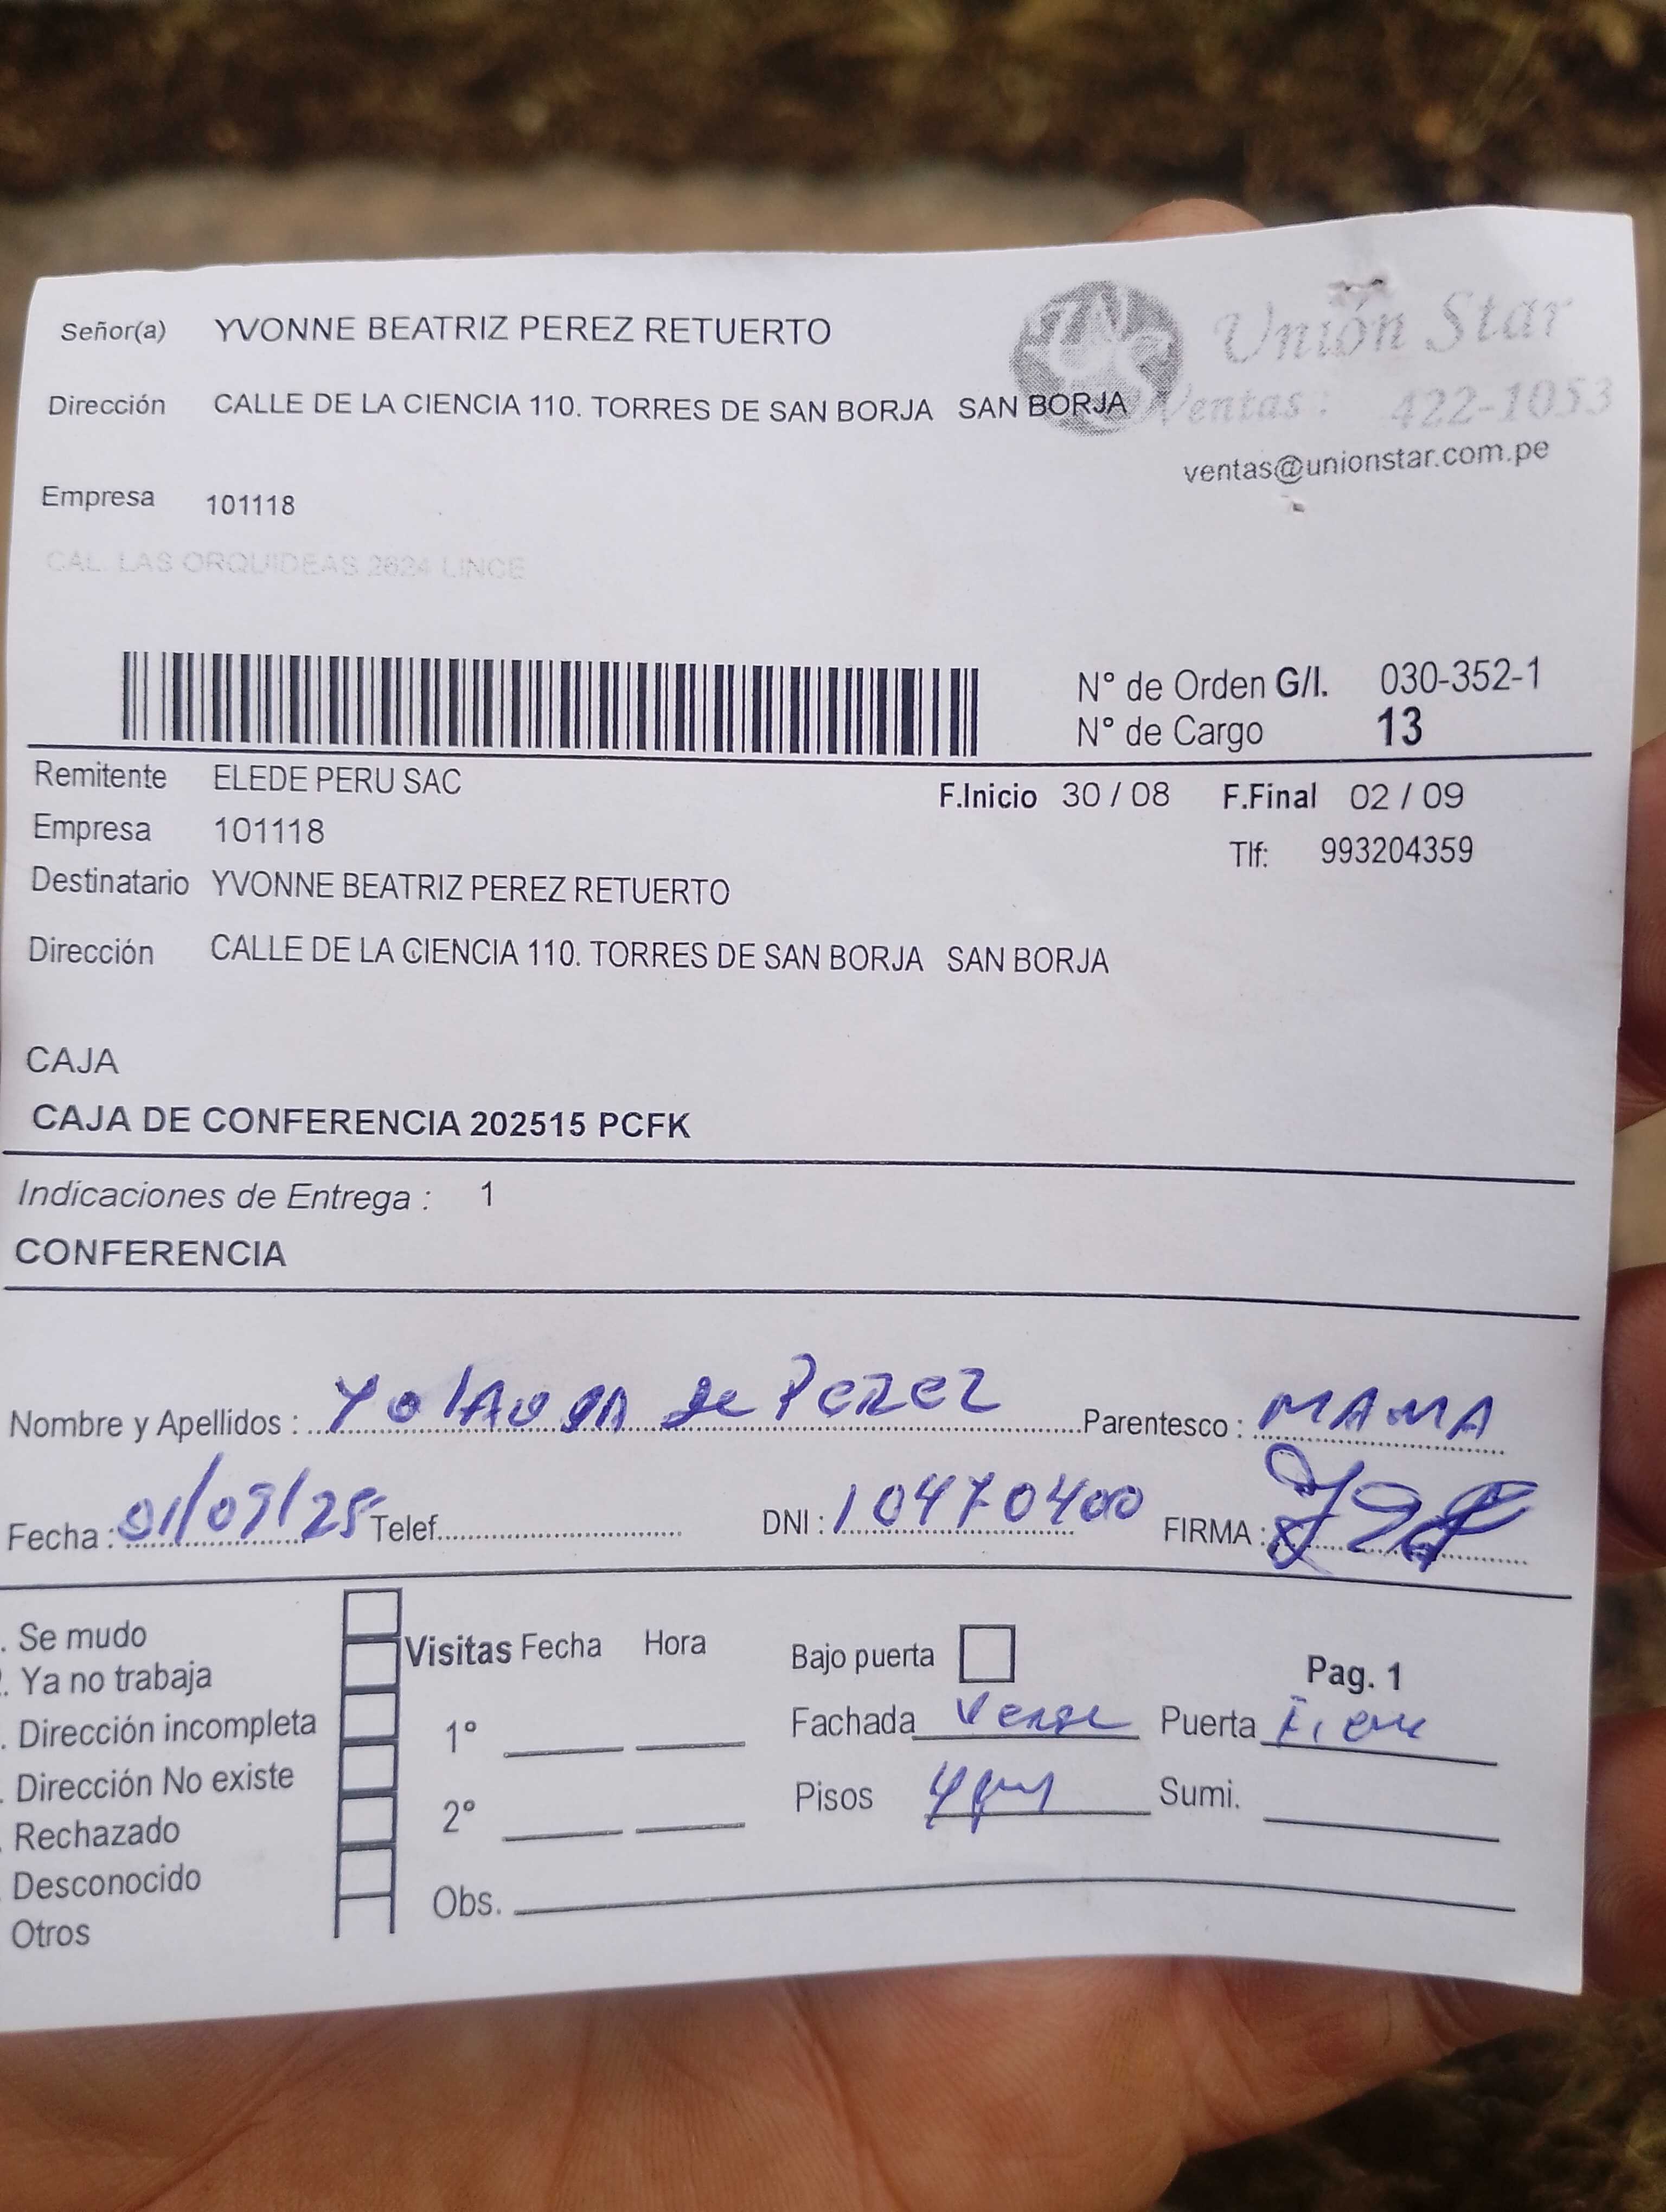 Señor(a) YVONNE BEATRIZ PEREZ RETUERTO
Unión Star
Dirección CALLE DE LA CIENCIA 110. TORRES DE SAN BORJA SAN BORJA
Ventas: 422-1053
ventas@unionstar.com.pe
Empresa 101118
CAL. LAS ORQUIDEAS 2624 LINCE
N° de Orden G/I. 030-352-1
N° de Cargo 13
Remitente ELEDE PERU SAC
F.Inicio 30 / 08 F.Final 02 / 09
Empresa 101118
Tlf: 993204359
Destinatario YVONNE BEATRIZ PEREZ RETUERTO
Dirección CALLE DE LA CIENCIA 110. TORRES DE SAN BORJA SAN BORJA
CAJA
CAJA DE CONFERENCIA 202515 PCFK
Indicaciones de Entrega : 1
CONFERENCIA
Nombre y Apellidos : Yolanda de Perez Parentesco : MAMA
Fecha : 01/09/25 Telef. DNI : 10470400 FIRMA :
. Se mudo
. Ya no trabaja
. Dirección incompleta
. Dirección No existe
. Rechazado
. Desconocido
Otros
Visitas Fecha Hora
1°
2°
Obs.
Bajo puerta
Pag. 1
Fachada Puerta
Pisos Sumi.